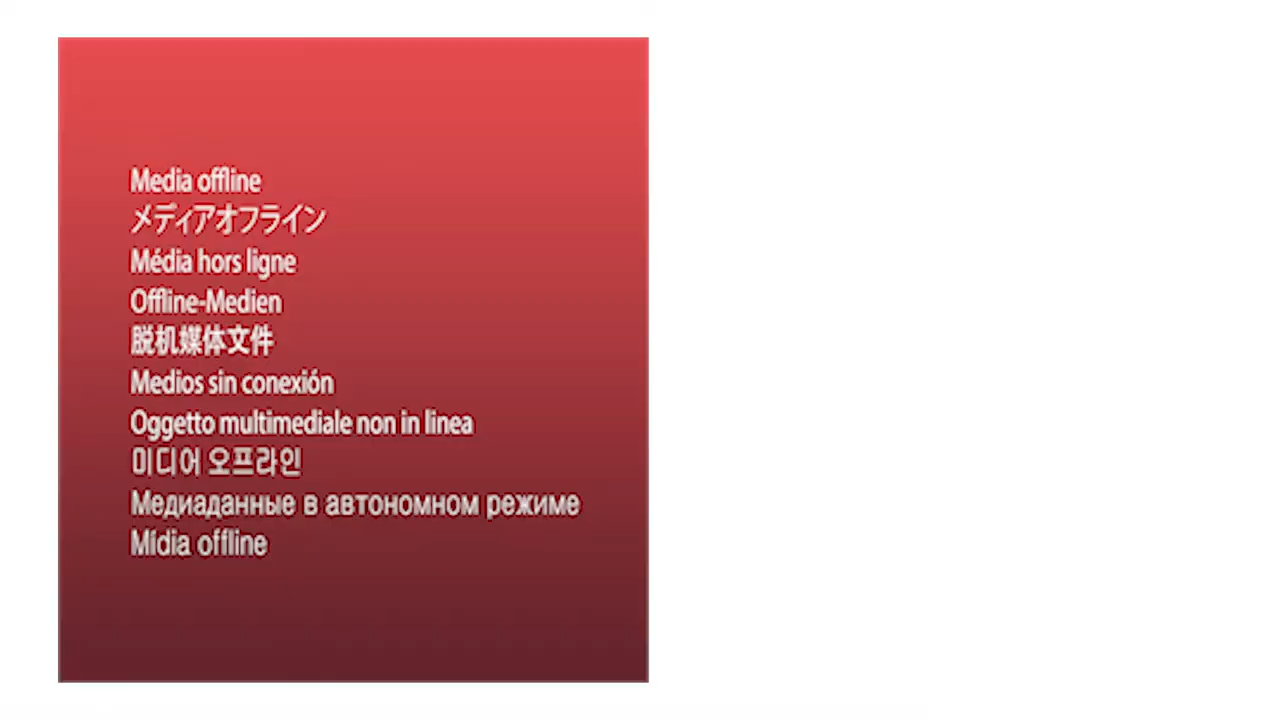 Media offline
メディアオフライン
Média hors ligne
Offline-Medien
脱机媒体文件
Medios sin conexión
Oggetto multimediale non in linea
미디어 오프라인
Медиаданные в автономном режиме
Mídia offline